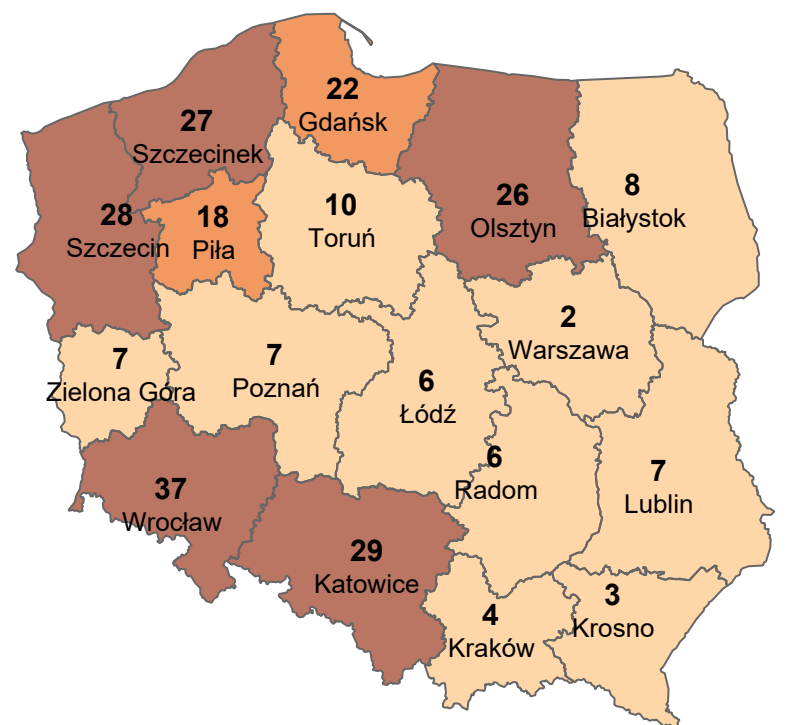 22
Gdańsk
27
Szczecinek
26
Olsztyn
8
Białystok
28
Szczecin
18
Piła
10
Toruń
2
Warszawa
7
Zielona Góra
7
Poznań
6
Łódź
6
Radom
7
Lublin
37
Wrocław
29
Katowice
4
Kraków
3
Krosno